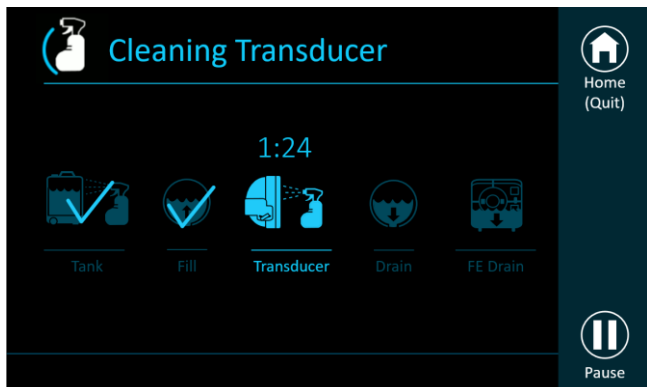 Cleaning Transducer
Home
(Quit)
1:24
Tank
Fill
Transducer
Drain
FE Drain
Pause